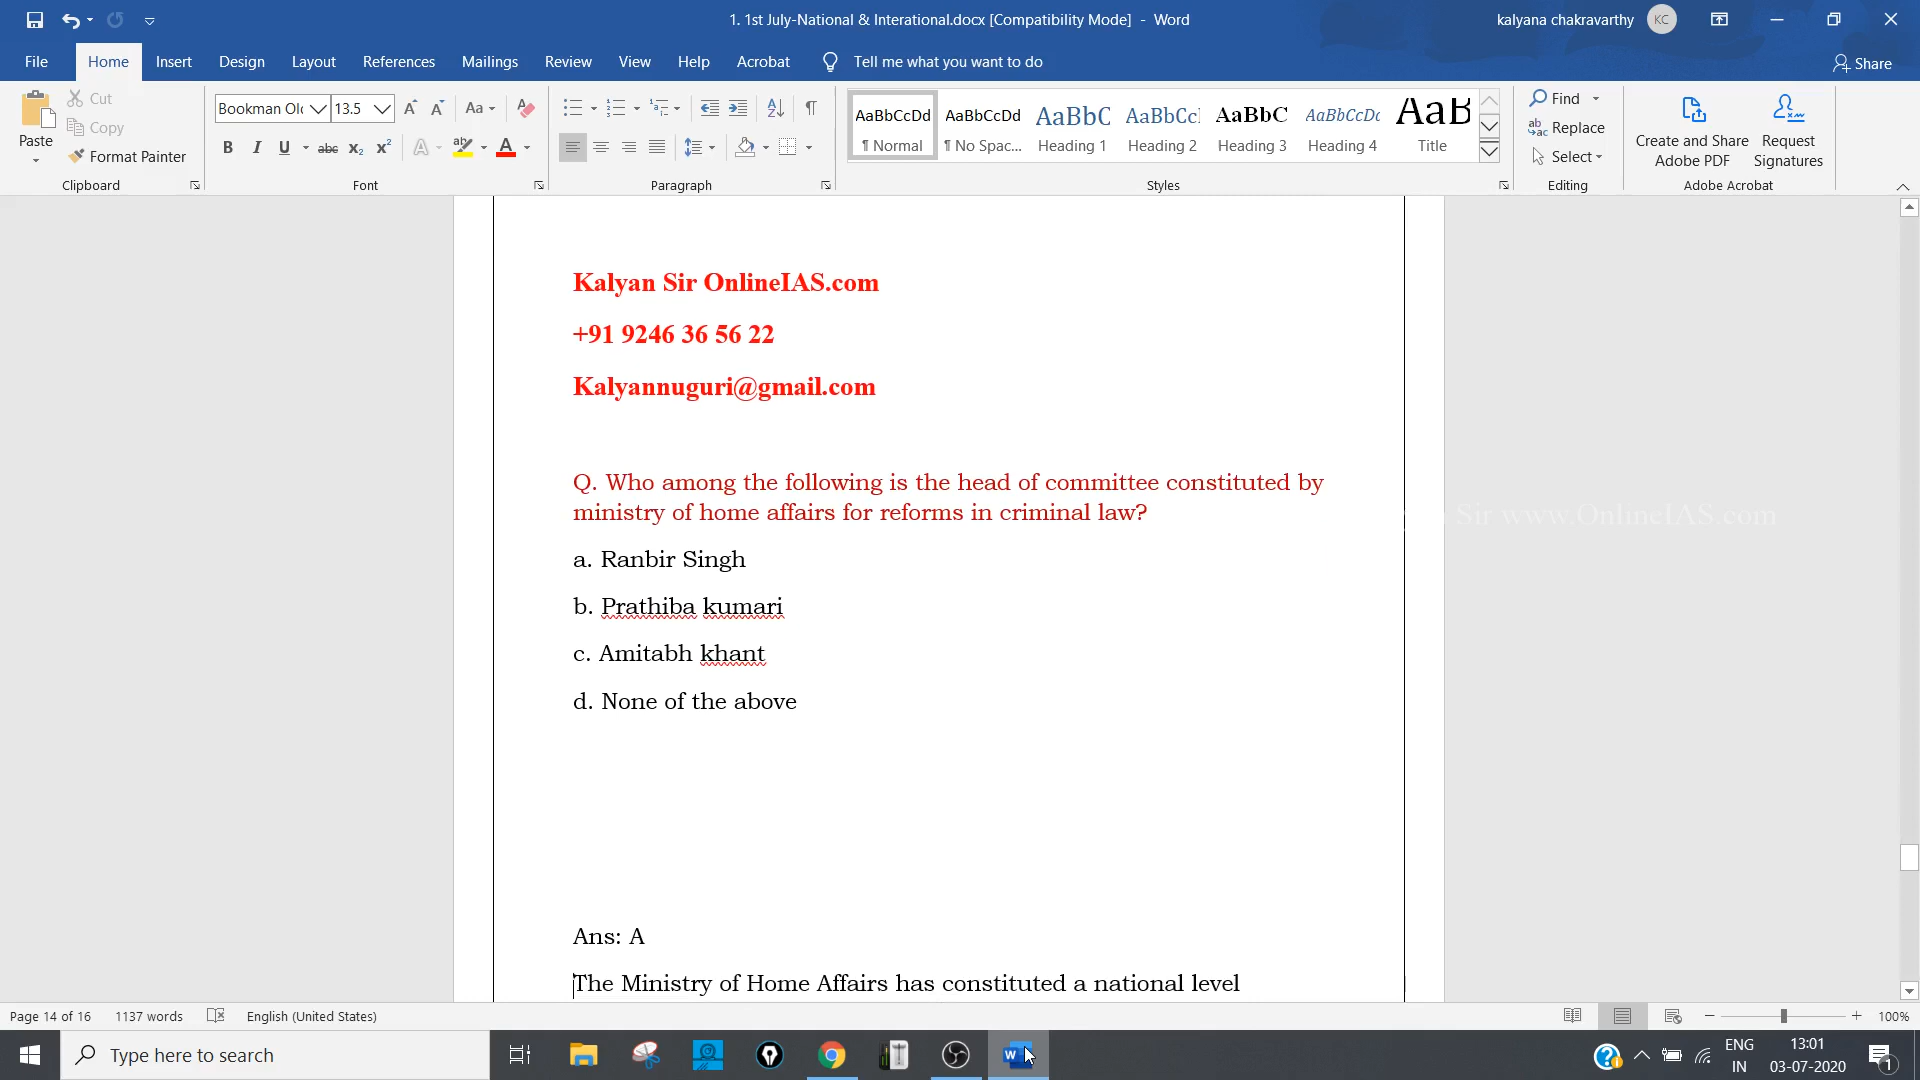 1. 1st July-National & Interational.docx [Compatibility Mode] - Word
kalyana chakravarthy KC
File Home Insert Design Layout References Mailings Review View Help Acrobat Tell me what you want to do Share
Paste
Cut
Copy
Format Painter
Clipboard
Bookman Ol 13.5
Font
Paragraph
AaBbCcDd AaBbCcDd AaBbC AaBbCc AaBbC AaBbCcDc AaB
¶ Normal ¶ No Spac... Heading 1 Heading 2 Heading 3 Heading 4 Title
Styles
Find
Replace
Select
Editing
Create and Share Adobe PDF
Request Signatures
Adobe Acrobat
Kalyan Sir OnlineIAS.com
+91 9246 36 56 22
Kalyannuguri@gmail.com
Q. Who among the following is the head of committee constituted by
ministry of home affairs for reforms in criminal law?
Sir www.OnlineIAS.com
a. Ranbir Singh
b. Prathiba kumari
c. Amitabh khant
d. None of the above
Ans: A
The Ministry of Home Affairs has constituted a national level
Page 14 of 16 1137 words English (United States) 100%
Type here to search
ENG
IN
13:01
03-07-2020
1